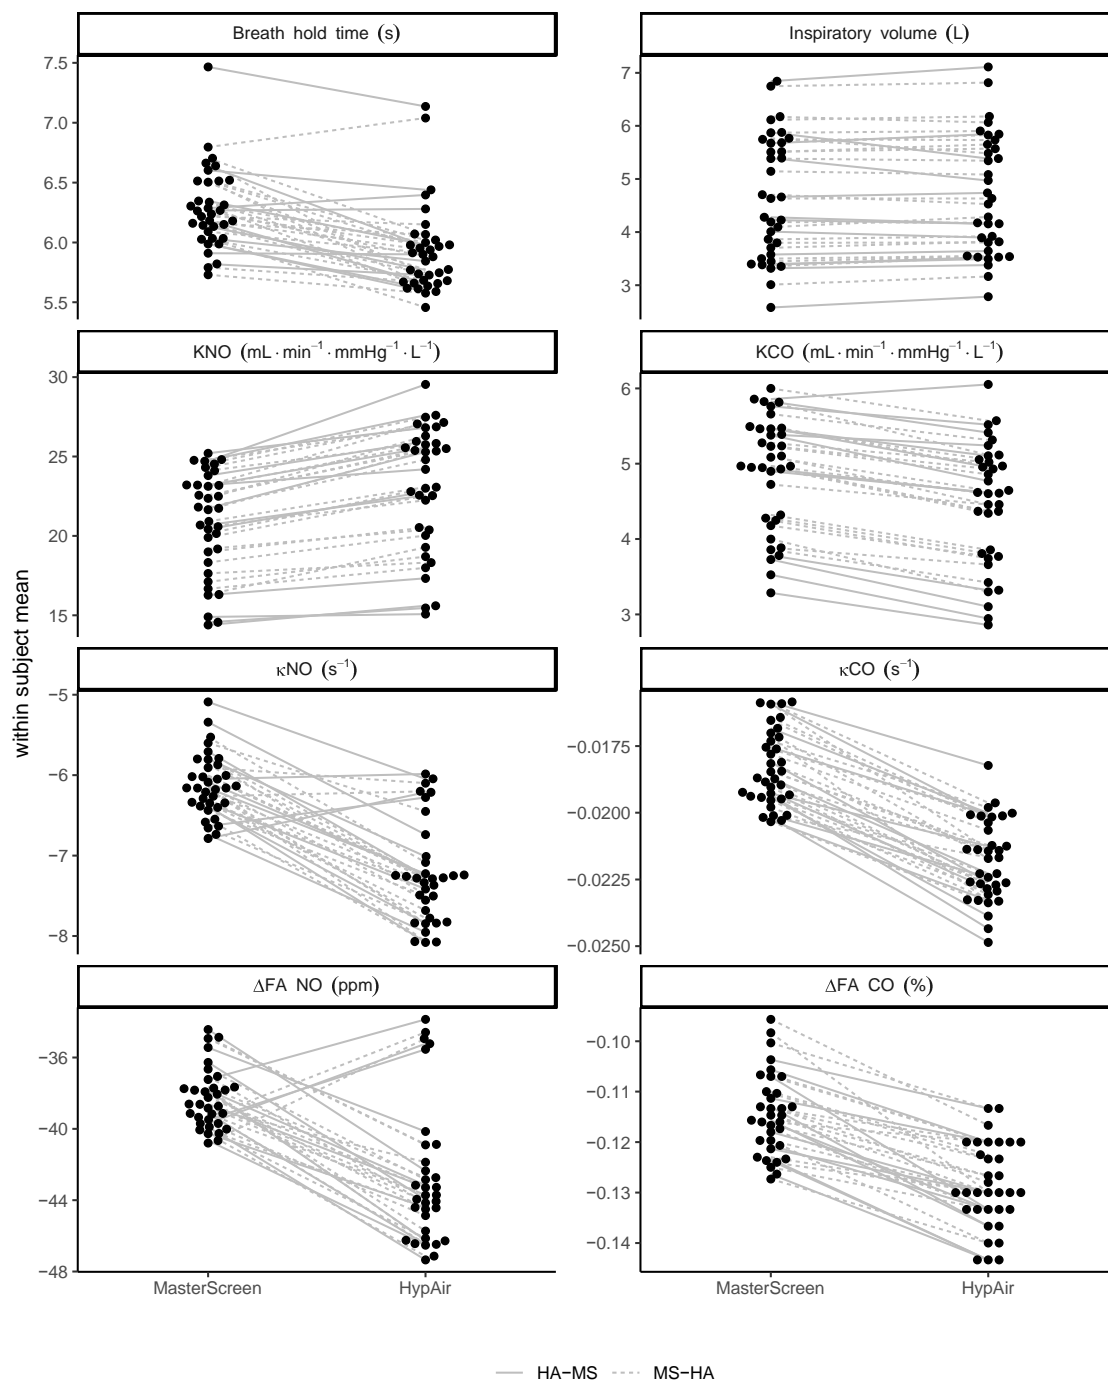 Breath hold time (s)
Inspiratory volume (L)
7.5
7.0
6.5
6.0
5.5
7
6
5
4
3
KNO (mL · min⁻¹ · mmHg⁻¹ · L⁻¹)
KCO (mL · min⁻¹ · mmHg⁻¹ · L⁻¹)
30
25
20
15
6
5
4
3
within subject mean
κNO (s⁻¹)
κCO (s⁻¹)
−5
−6
−7
−8
−0.0175
−0.0200
−0.0225
−0.0250
ΔFA NO (ppm)
ΔFA CO (%)
−36
−40
−44
−48
−0.10
−0.11
−0.12
−0.13
−0.14
MasterScreen HypAir
MasterScreen HypAir
HA−MS MS−HA